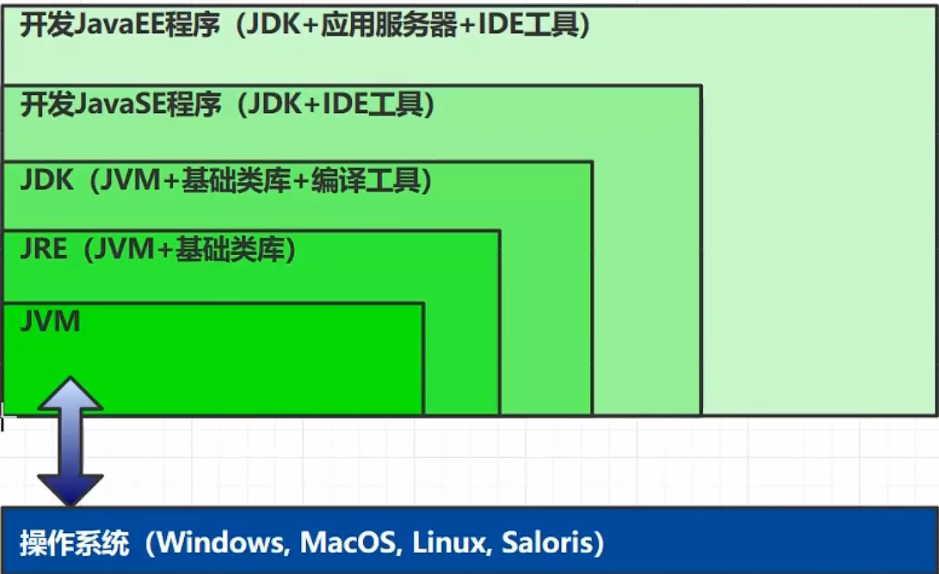 开发JavaEE程序（JDK+应用服务器+IDE工具）
开发JavaSE程序（JDK+IDE工具）
JDK（JVM+基础类库+编译工具）
JRE（JVM+基础类库）
JVM
操作系统（Windows, MacOS, Linux, Saloris）